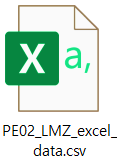 X
a,
PE02_LMZ_excel_
data.csv